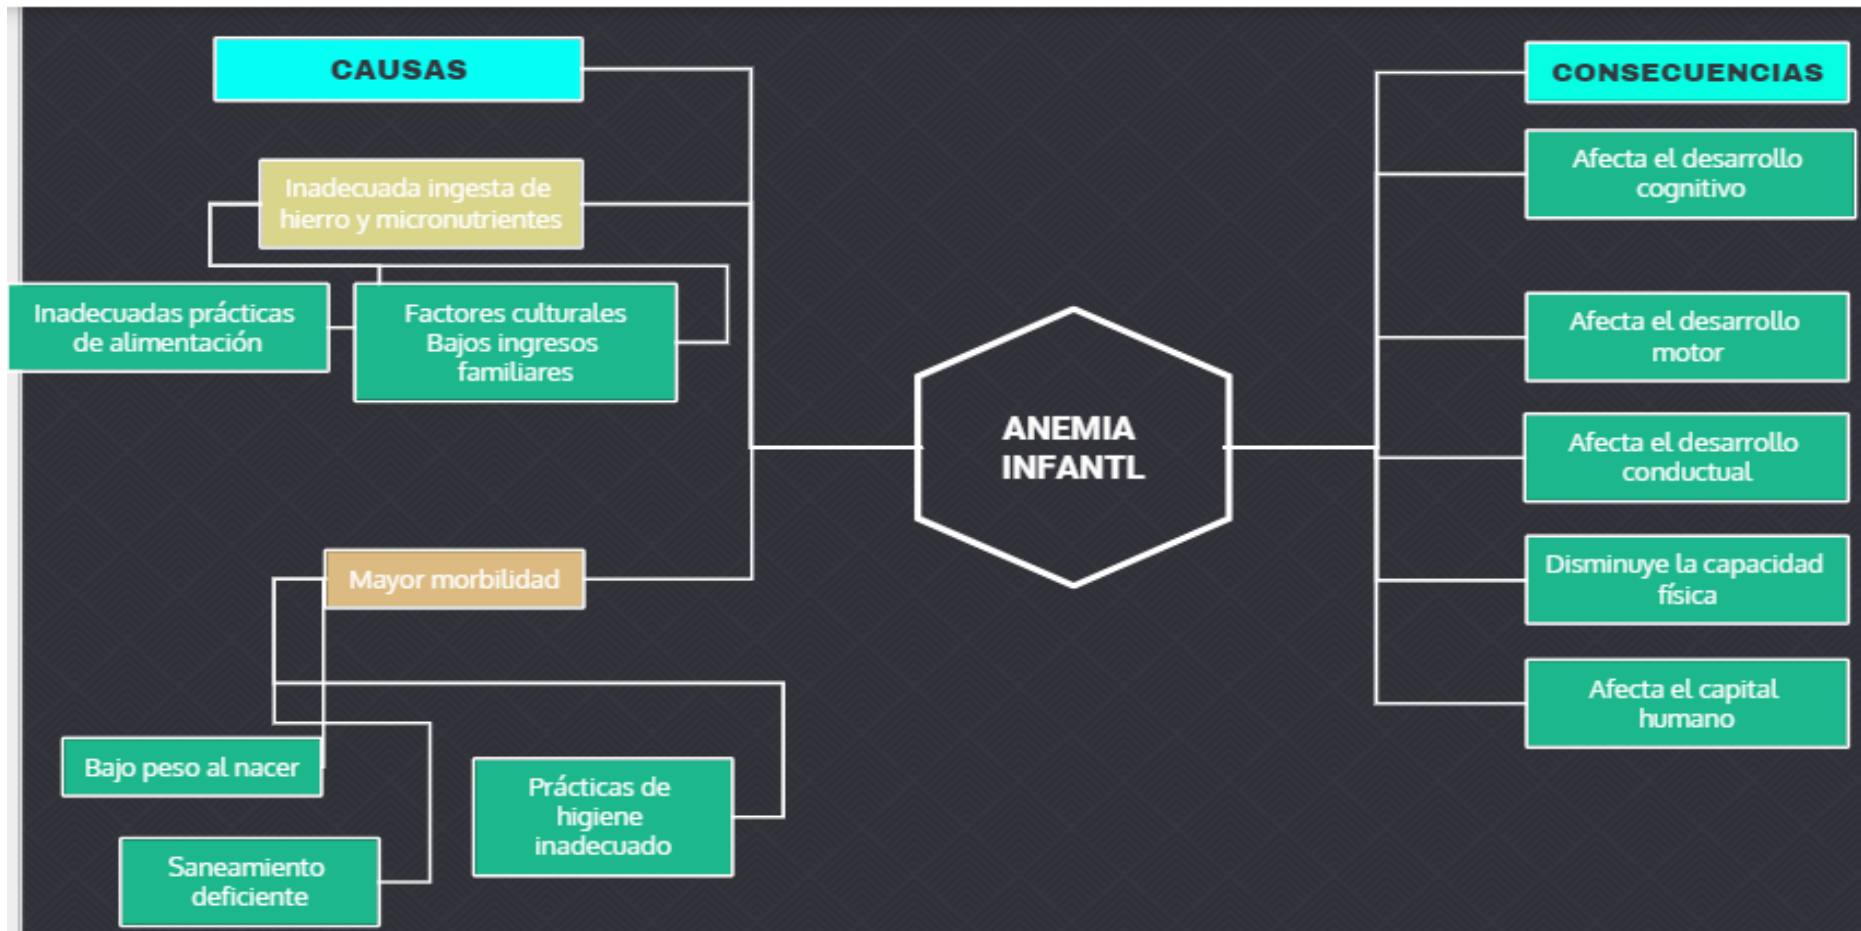 CAUSAS
Inadecuada ingesta de
hierro y micronutrientes
Inadecuadas prácticas
de alimentación
Factores culturales
Bajos ingresos
familiares
Mayor morbilidad
Bajo peso al nacer
Saneamiento
deficiente
Prácticas de
higiene
inadecuado
ANEMIA
INFANTL
CONSECUENCIAS
Afecta el desarrollo
cognitivo
Afecta el desarrollo
motor
Afecta el desarrollo
conductual
Disminuye la capacidad
física
Afecta el capital
humano